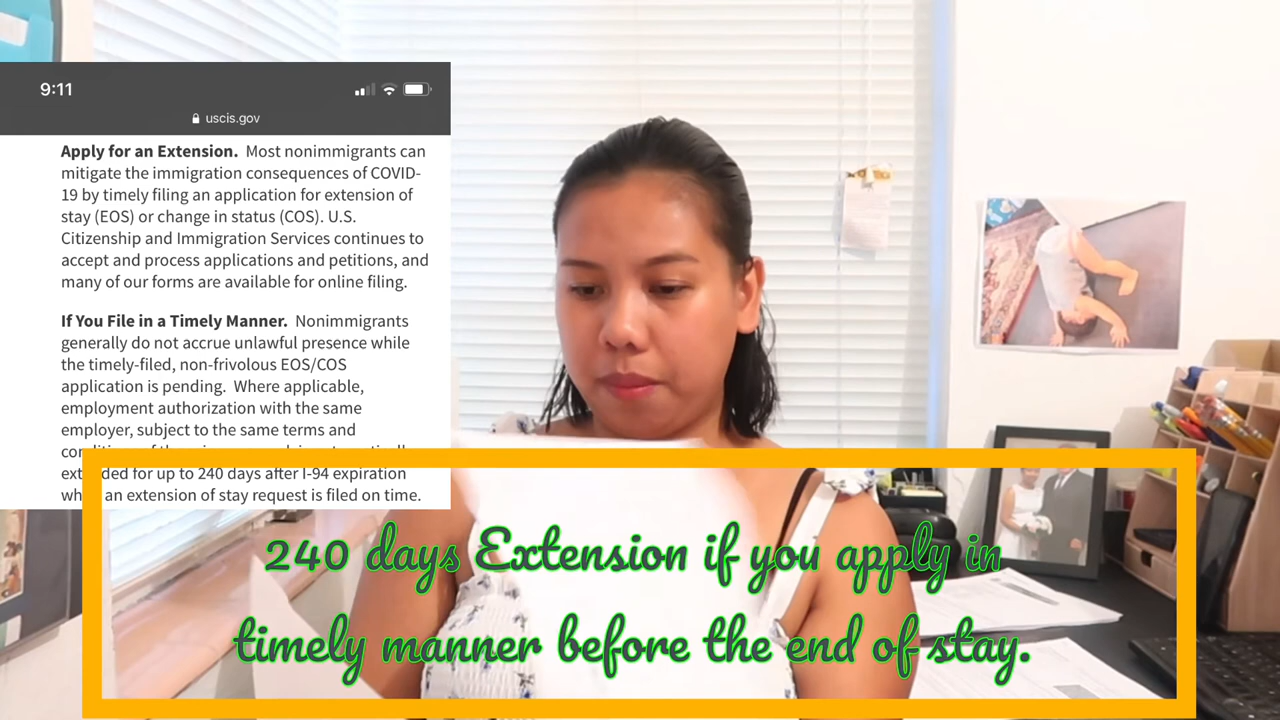 9:11
uscis.gov
Apply for an Extension. Most nonimmigrants can
mitigate the immigration consequences of COVID-
19 by timely filing an application for extension of
stay (EOS) or change in status (COS). U.S.
Citizenship and Immigration Services continues to
accept and process applications and petitions, and
many of our forms are available for online filing.
If You File in a Timely Manner. Nonimmigrants
generally do not accrue unlawful presence while
the timely-filed, non-frivolous EOS/COS
application is pending. Where applicable,
employment authorization with the same
employer, subject to the same terms and
for up to 240 days after I-94 expiration
an extension of stay request is filed on time.
240 days Extension if you apply in
timely manner before the end of stay.